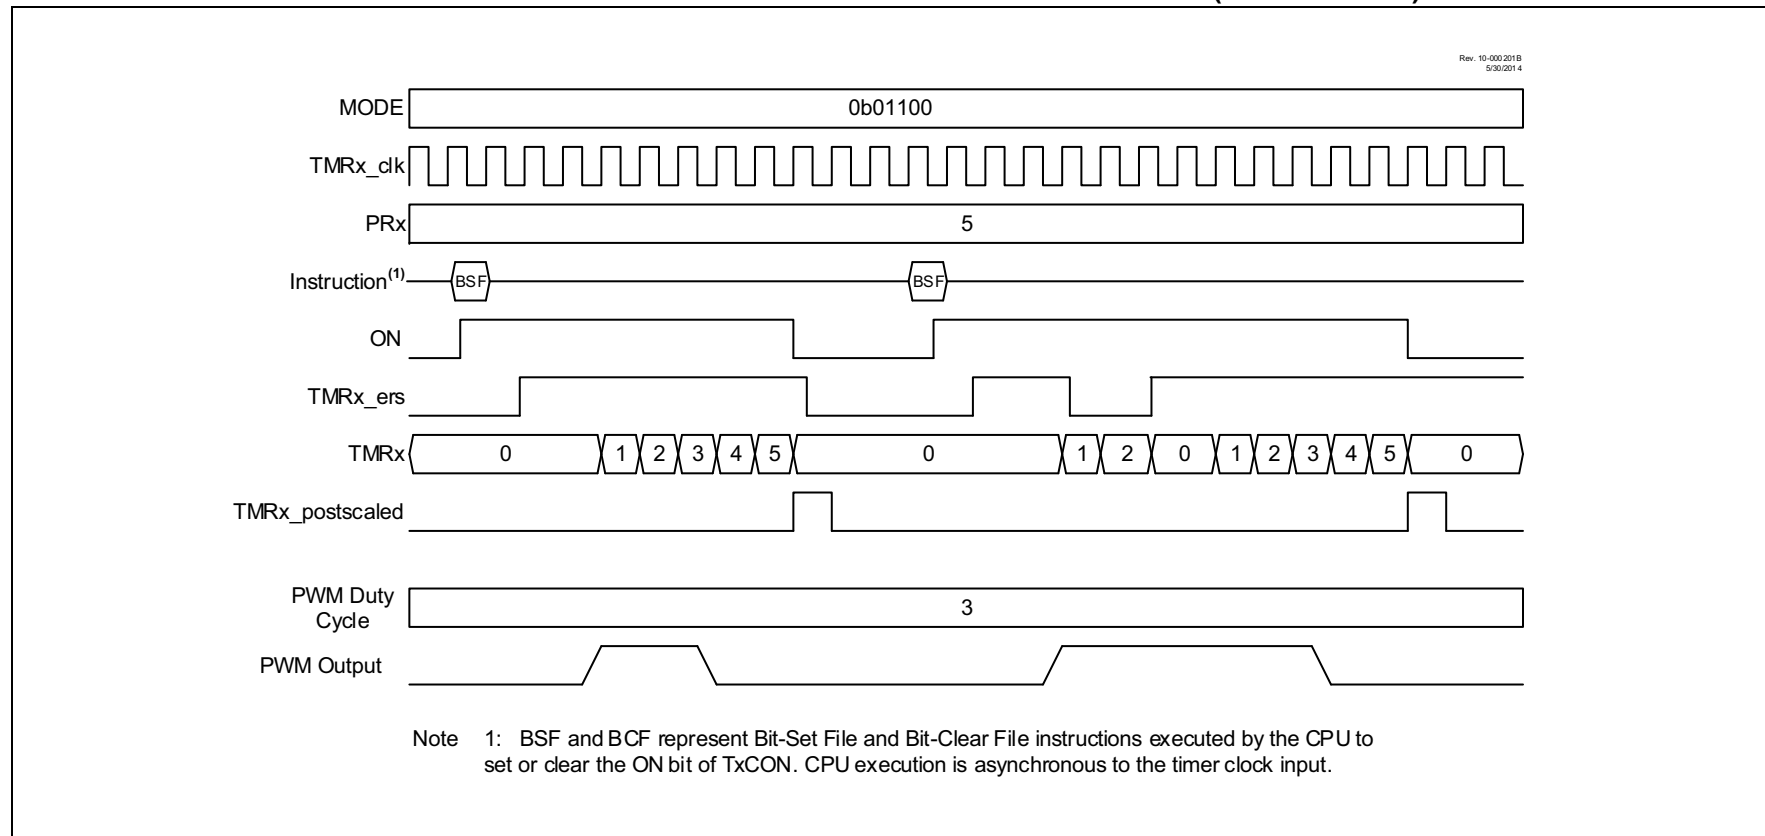 Rev. 10-000201B
5/30/2014
MODE 0b01100
TMRx_clk
PRx 5
Instruction(1) BSF BSF
ON
TMRx_ers
TMRx 0 1 2 3 4 5 0 1 2 0 1 2 3 4 5 0
TMRx_postscaled
PWM Duty
Cycle 3
PWM Output
Note 1: BSF and BCF represent Bit-Set File and Bit-Clear File instructions executed by the CPU to
set or clear the ON bit of TxCON. CPU execution is asynchronous to the timer clock input.